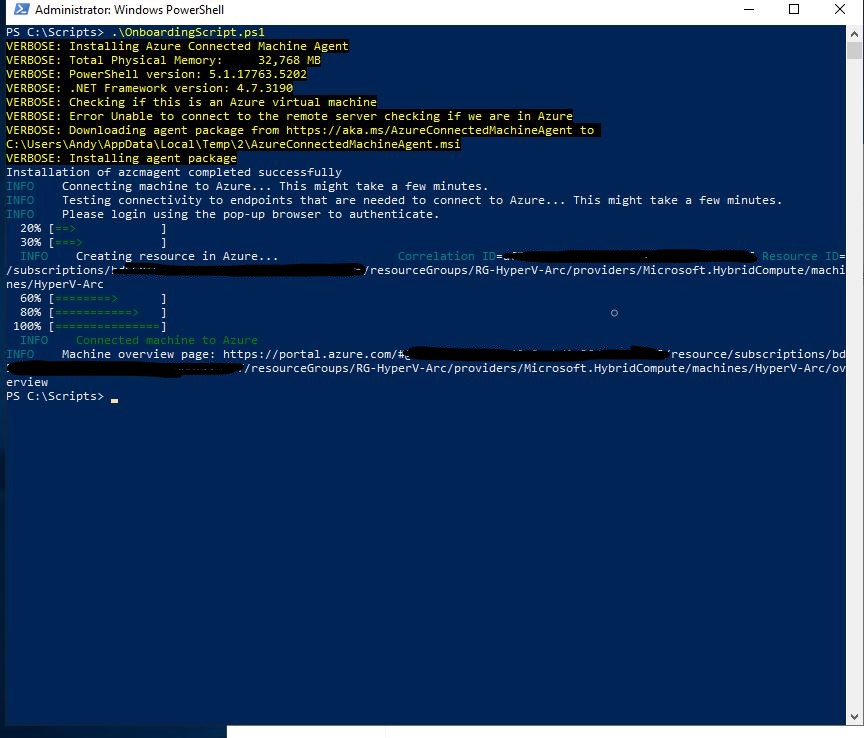 Administrator: Windows PowerShell
PS C:\Scripts> .\OnboardingScript.ps1
VERBOSE: Installing Azure Connected Machine Agent
VERBOSE: Total Physical Memory:     32,768 MB
VERBOSE: PowerShell version: 5.1.17763.5202
VERBOSE: .NET Framework version: 4.7.3190
VERBOSE: Checking if this is an Azure virtual machine
VERBOSE: Error Unable to connect to the remote server checking if we are in Azure
VERBOSE: Downloading agent package from https://aka.ms/AzureConnectedMachineAgent to
C:\Users\Andy\AppData\Local\Temp\2\AzureConnectedMachineAgent.msi
VERBOSE: Installing agent package
Installation of azcmagent completed successfully
INFO    Connecting machine to Azure... This might take a few minutes.
INFO    Testing connectivity to endpoints that are needed to connect to Azure... This might take a few minutes.
INFO    Please login using the pop-up browser to authenticate.
  20% [==>            ]
  30% [===>           ]
  INFO    Creating resource in Azure...                 Correlation ID= Resource ID=
/subscriptions/ /resourceGroups/RG-HyperV-Arc/providers/Microsoft.HybridCompute/machi
nes/HyperV-Arc
  60% [========>      ]
  80% [===========>   ]
 100% [===============]
  INFO    Connected machine to Azure
INFO    Machine overview page: https://portal.azure.com/# resource/subscriptions/bd
/resourceGroups/RG-HyperV-Arc/providers/Microsoft.HybridCompute/machines/HyperV-Arc/ov
erview
PS C:\Scripts>